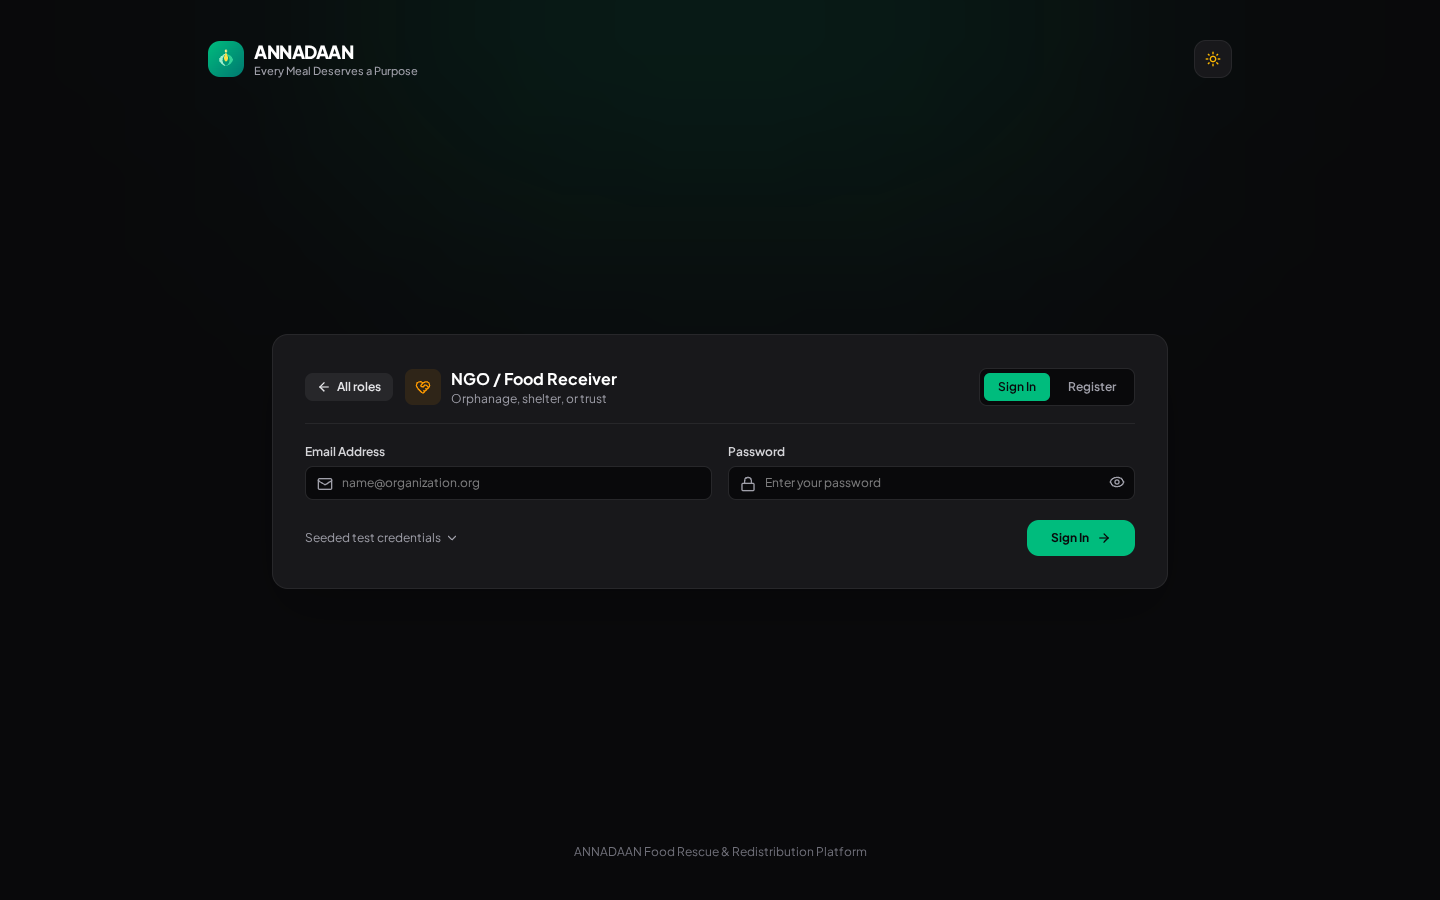 ANNADAAN
Every Meal Deserves a Purpose
All roles
NGO / Food Receiver
Orphanage, shelter, or trust
Sign In
Register
Email Address
Password
name@organization.org
Enter your password
Seeded test credentials
Sign In
ANNADAAN Food Rescue & Redistribution Platform